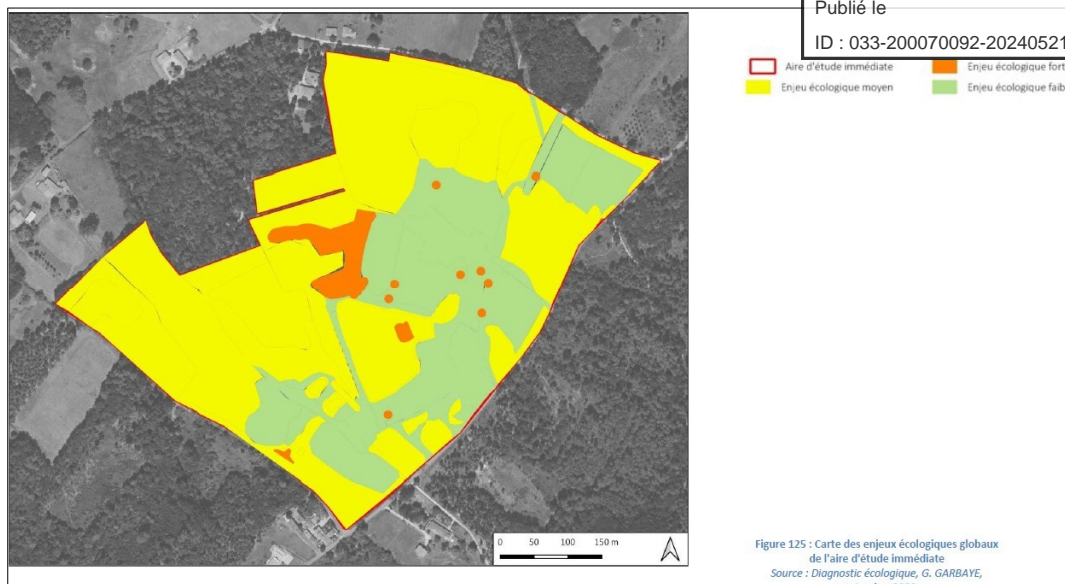 Publié le
ID : 033-200070092-20240521
Aire d'étude immédiate
Enjeu écologique fort
Enjeu écologique moyen
Enjeu écologique faib
0 50 100 150 m
Figure 125 : Carte des enjeux écologiques globaux
de l'aire d'étude immédiate
Source : Diagnostic écologique, G. GARBAYE,